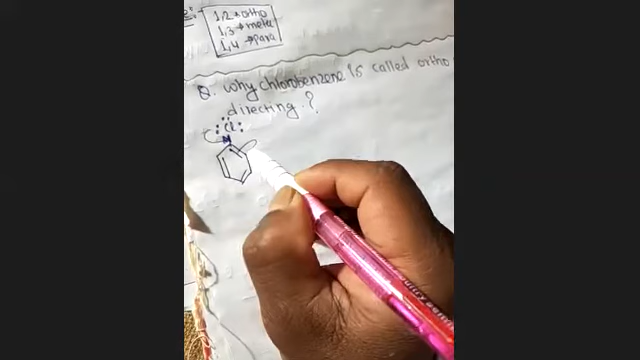 1,2 → ortho
1,3 → meta
1,4 → para
Q. why chlorobenzene is called ortho
directing ?
Cl